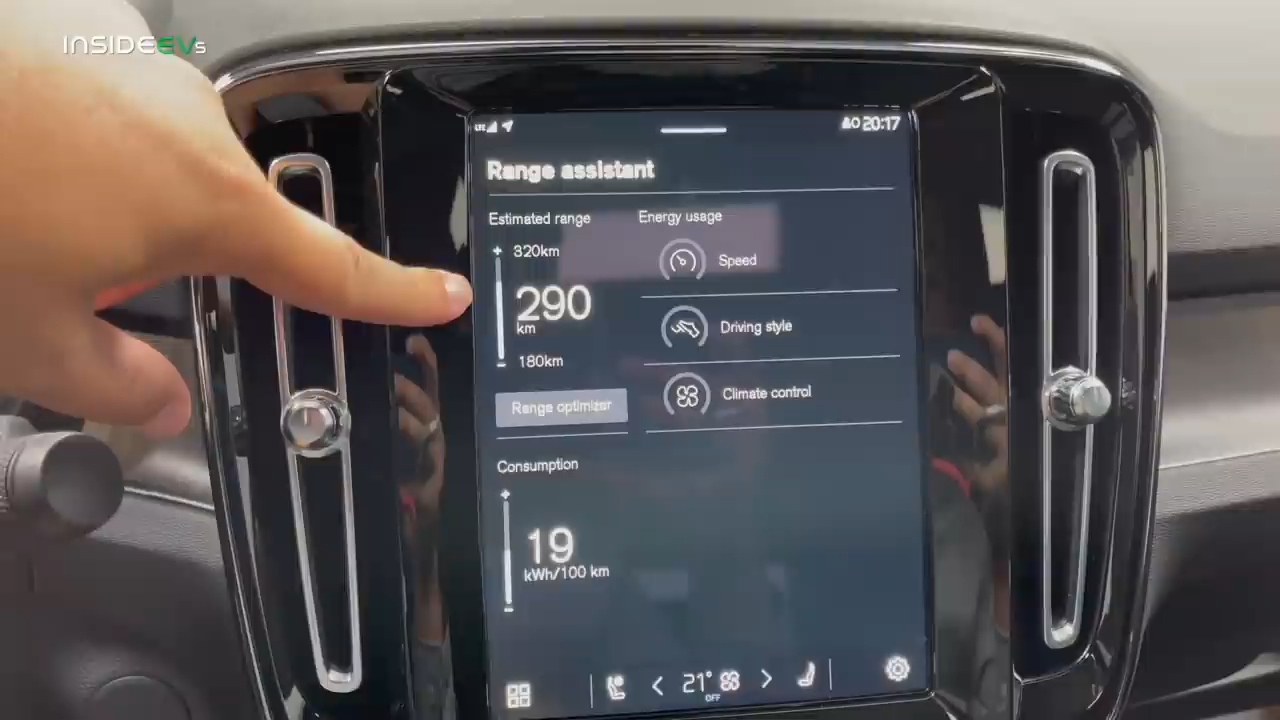 INSIDEEVs
LTE
20:17
Range assistant
Estimated range
Energy usage
+ 320km
Speed
290
km
Driving style
- 180km
Climate control
Range optimizer
Consumption
+
19
kWh/100 km
-
21°
OFF